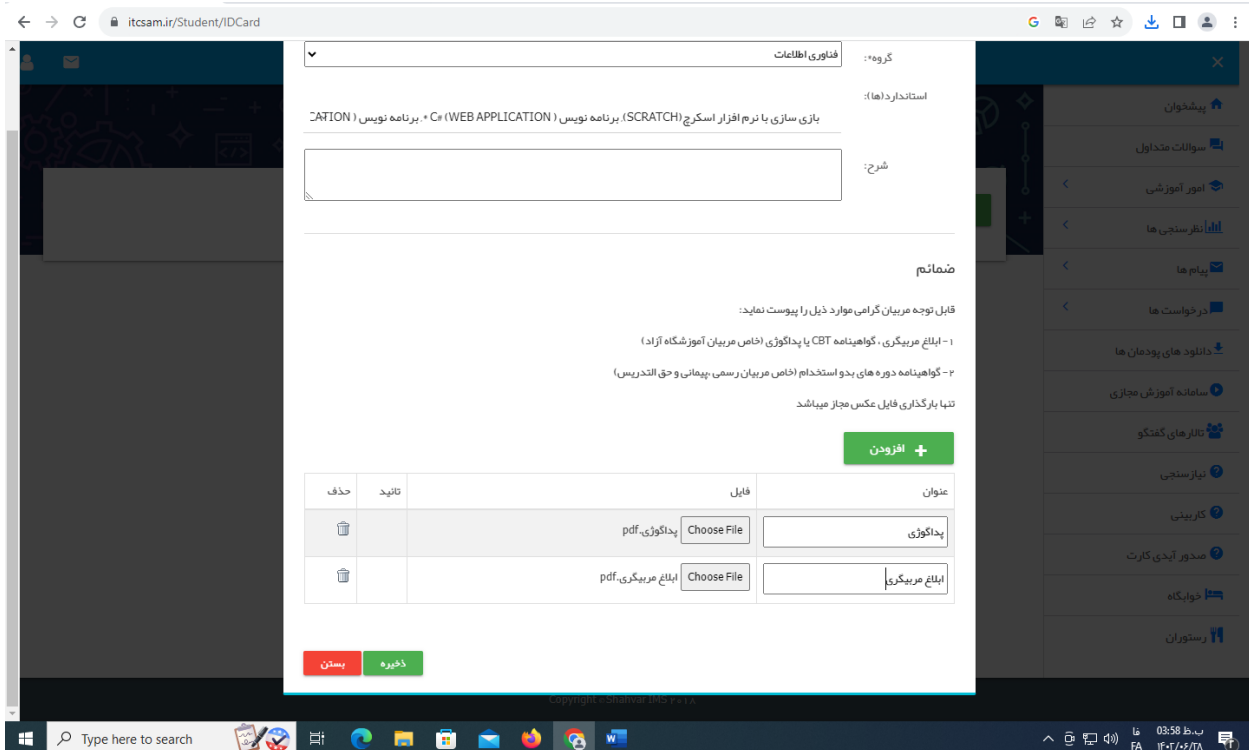 itcsam.ir/Student/IDCard
گروه*:
فناوری اطلاعات
استاندارد(ها):
بازی سازی با نرم افزار اسکرچ(SCRATCH). برنامه نویس ( WEB APPLICATION) C# *. برنامه نویس ( CATION
شرح:
ضمائم
قابل توجه مربیان گرامی موارد ذیل را پیوست نماید:
۱- ابلاغ مربیگری ، گواهینامه CBT یا پداگوژی (خاص مربیان آموزشگاه آزاد)
۲- گواهینامه دوره های بدو استخدام (خاص مربیان رسمی ،پیمانی و حق التدریس)
تنها بارگذاری فایل عکس مجاز میباشد
+ افزودن
عنوان فایل تائید حذف
پداگوژی Choose File پداگوژی.pdf
ابلاغ مربیگری Choose File ابلاغ مربیگری.pdf
ذخیره بستن
پیشخوان
سوالات متداول
امور آموزشی
نظرسنجی ها
پیام ها
درخواست ها
دانلود های پودمان ها
سامانه آموزش مجازی
تالارهای گفتگو
نیازسنجی
کاربینی
صدور آیدی کارت
خوابگاه
رستوران
Copyright © Shahvar IMS ۲۰۱۸
Type here to search
فا
FA
03:58 ب.ظ
۱۴۰۲/۰۶/۲۸